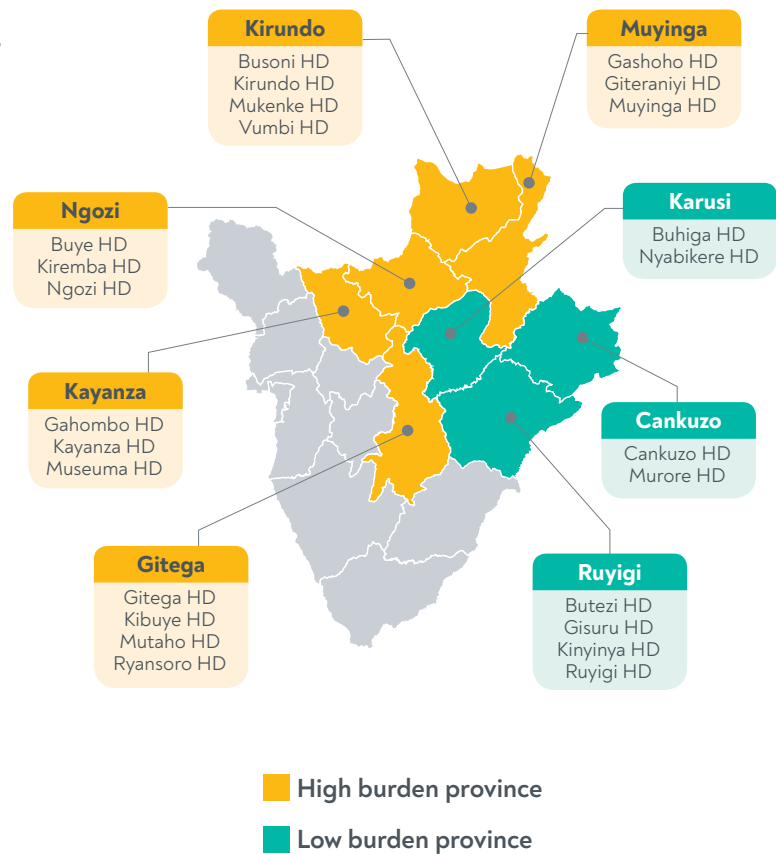 Kirundo
Busoni HD
Kirundo HD
Mukenke HD
Vumbi HD
Muyinga
Gashoho HD
Giteraniyi HD
Muyinga HD
Ngozi
Buye HD
Kiremba HD
Ngozi HD
Karusi
Buhiga HD
Nyabikere HD
Kayanza
Gahombo HD
Kayanza HD
Museuma HD
Cankuzo
Cankuzo HD
Murore HD
Gitega
Gitega HD
Kibuye HD
Mutaho HD
Ryansoro HD
Ruyigi
Butezi HD
Gisuru HD
Kinyinya HD
Ruyigi HD
High burden province
Low burden province